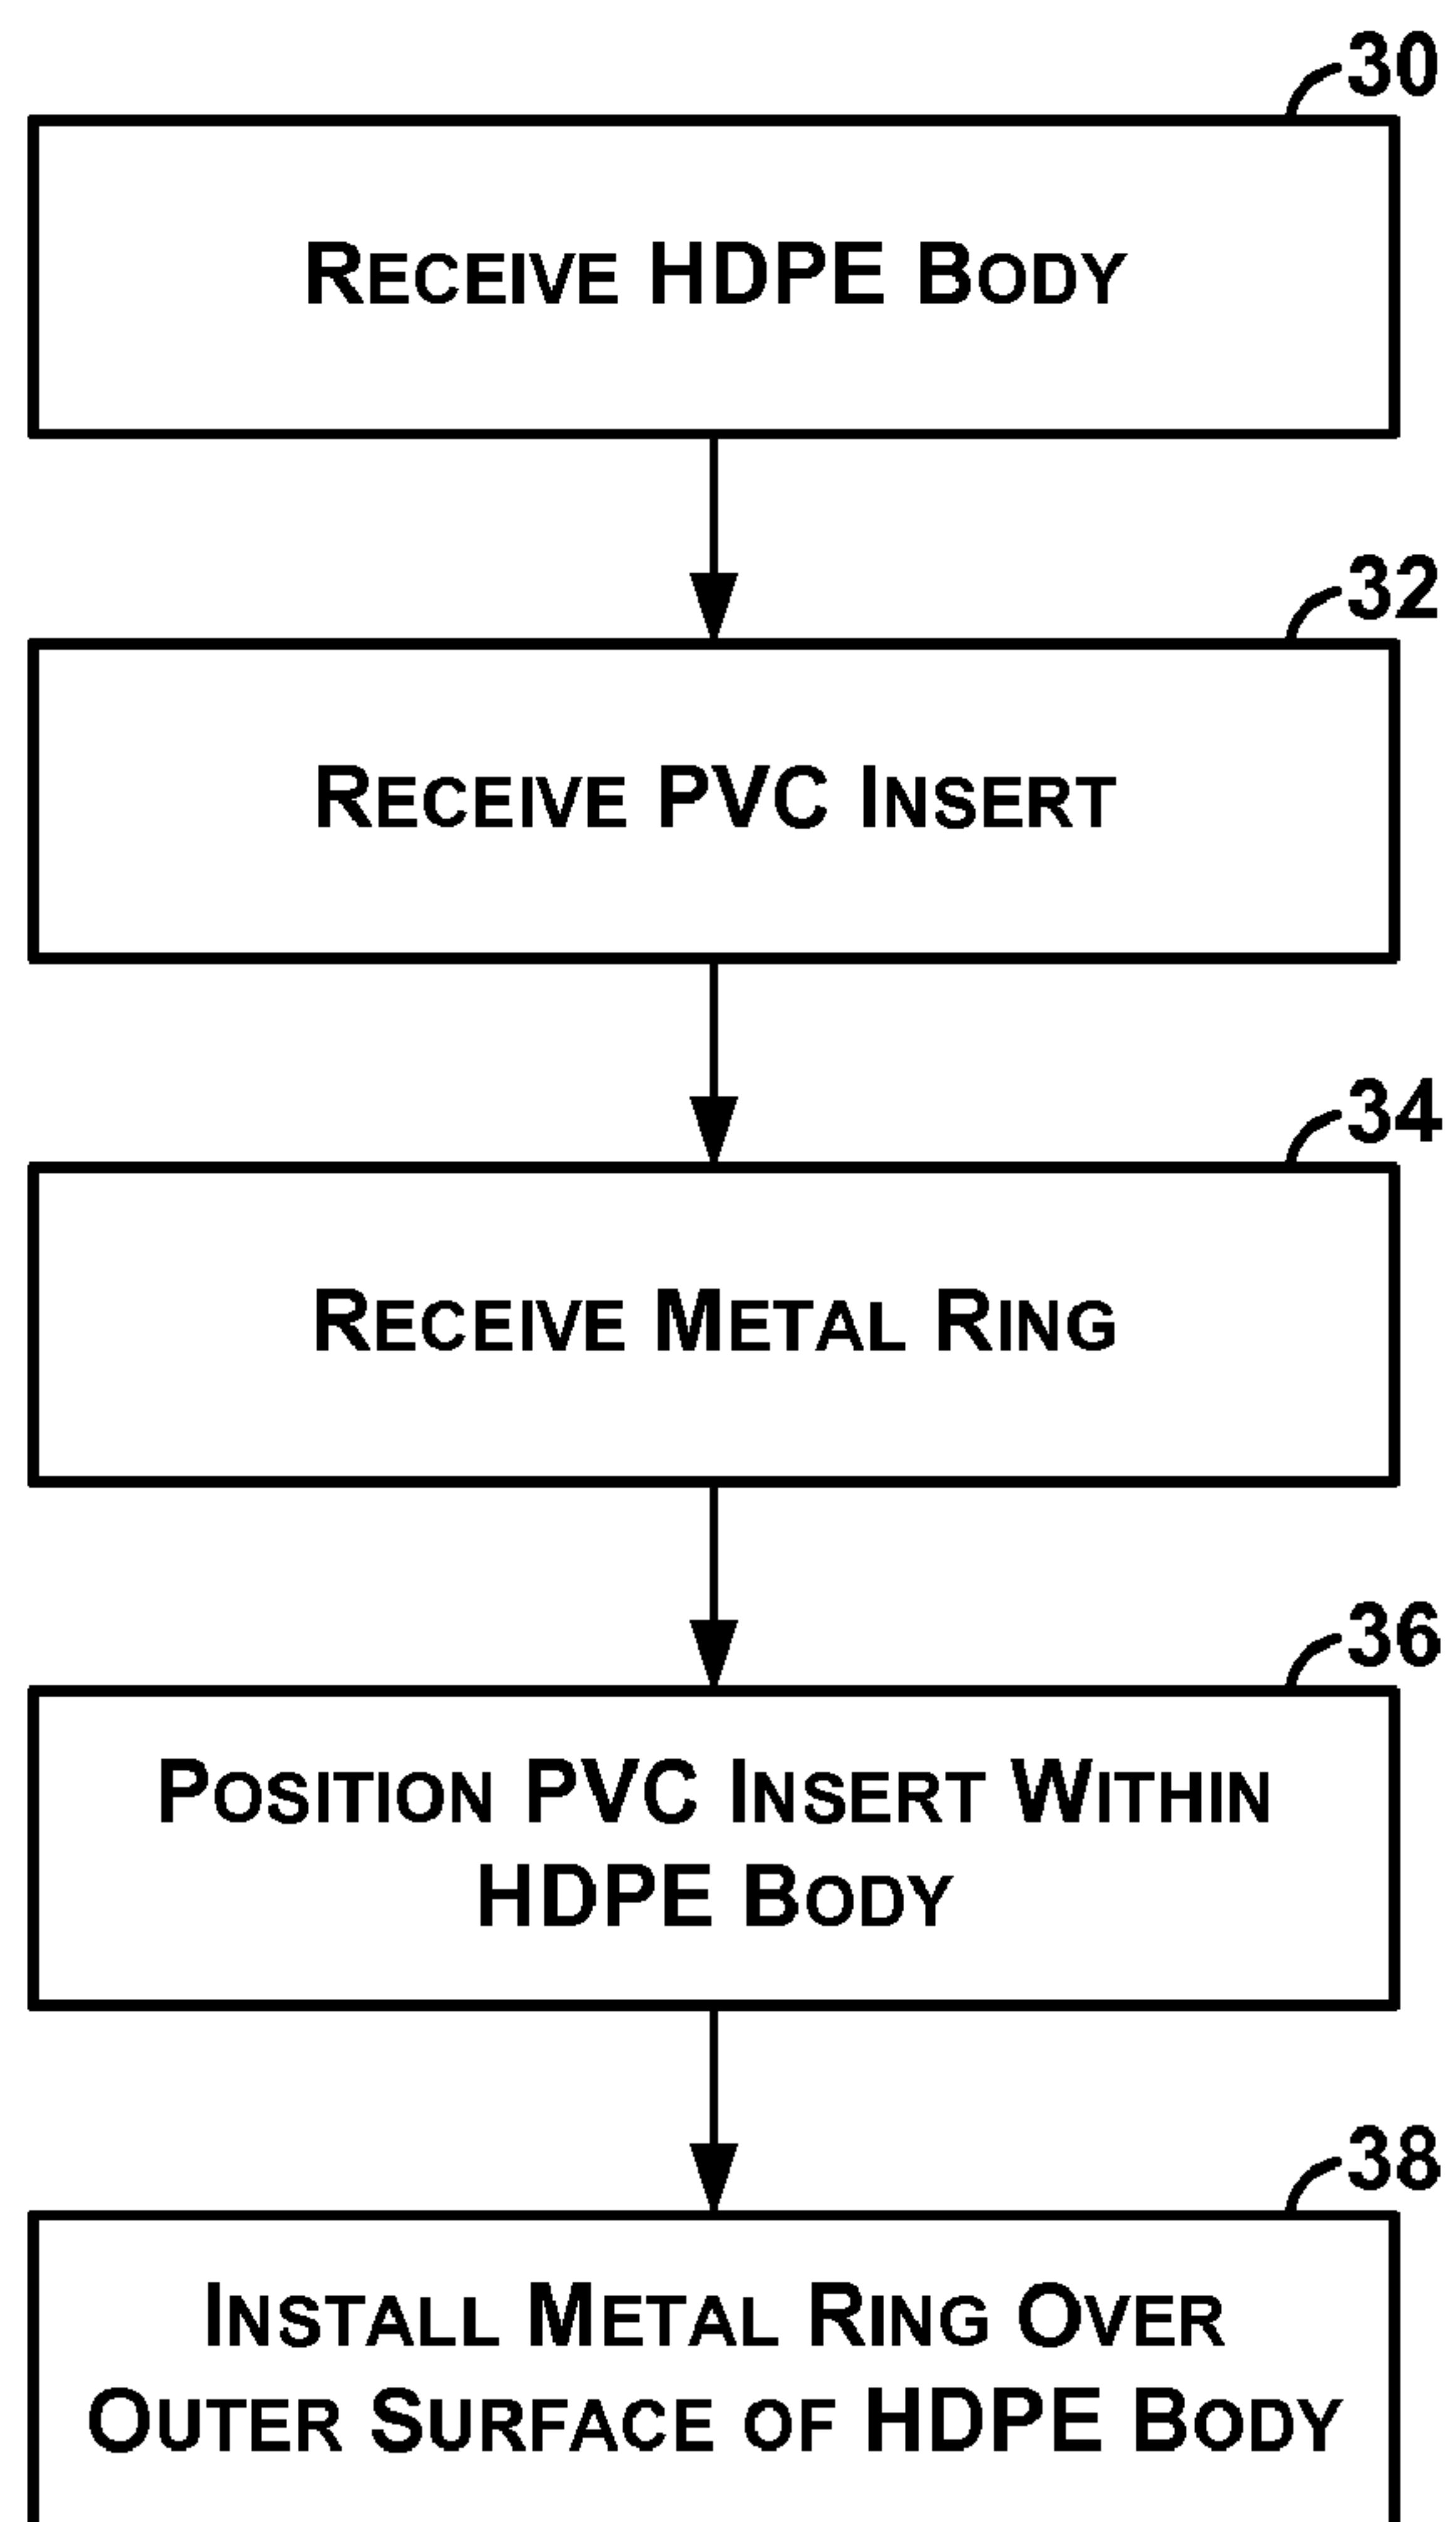 30
RECEIVE HDPE BODY
32
RECEIVE PVC INSERT
34
RECEIVE METAL RING
36
POSITION PVC INSERT WITHIN
HDPE BODY
38
INSTALL METAL RING OVER
OUTER SURFACE OF HDPE BODY